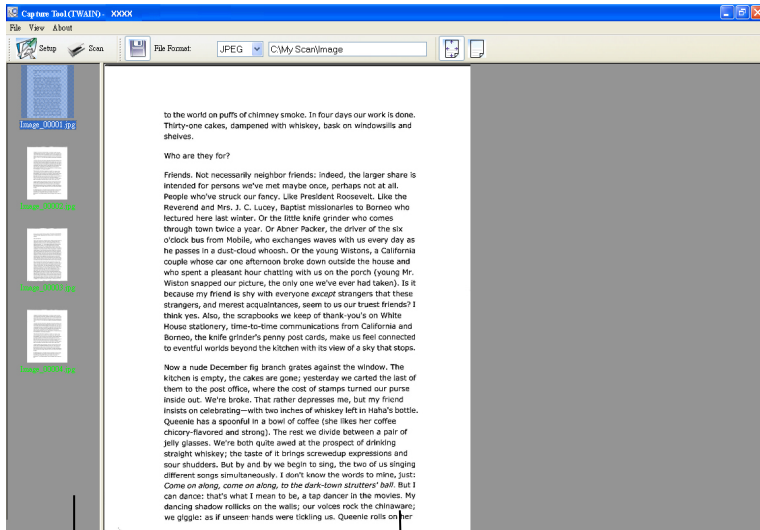 Capture Tool (TWAIN) - XXXX
File View About
Setup Scan File Format: JPEG C:\My Scan\Image
Image_00001.jpg
to the world on puffs of chimney smoke. In four days our work is done.
Thirty-one cakes, dampened with whiskey, bask on windowsills and
shelves.
Who are they for?
Friends. Not necessarily neighbor friends: indeed, the larger share is
intended for persons we've met maybe once, perhaps not at all.
People who've struck our fancy. Like President Roosevelt. Like the
Reverend and Mrs. J. C. Lucey, Baptist missionaries to Borneo who
lectured here last winter. Or the little knife grinder who comes
through town twice a year. Or Abner Packer, the driver of the six
o'clock bus from Mobile, who exchanges waves with us every day as
he passes in a dust-cloud whoosh. Or the young Wistons, a California
couple whose car one afternoon broke down outside the house and
who spent a pleasant hour chatting with us on the porch (young Mr.
Wiston snapped our picture, the only one we've ever had taken). Is it
because my friend is shy with everyone except strangers that these
strangers, and merest acquaintances, seem to us our truest friends? I
think yes. Also, the scrapbooks we keep of thank-you's on White
House stationery, time-to-time communications from California and
Borneo, the knife grinder's penny post cards, make us feel connected
to eventful worlds beyond the kitchen with its view of a sky that stops.
Now a nude December fig branch grates against the window. The
kitchen is empty, the cakes are gone; yesterday we carted the last of
them to the post office, where the cost of stamps turned our purse
inside out. We're broke. That rather depresses me, but my friend
insists on celebrating—with two inches of whiskey left in Haha's bottle.
Queenie has a spoonful in a bowl of coffee (she likes her coffee
chicory-flavored and strong). The rest we divide between a pair of
jelly glasses. We're both quite awed at the prospect of drinking
straight whiskey; the taste of it brings screwedup expressions and
sour shudders. But by and by we begin to sing, the two of us singing
different songs simultaneously. I don't know the words to mine, just:
Come on along, come on along, to the dark-town strutters' ball. But I
can dance: that's what I mean to be, a tap dancer in the movies. My
dancing shadow rollicks on the walls; our voices rock the chinaware;
we giggle: as if unseen hands were tickling us. Queenie rolls on her